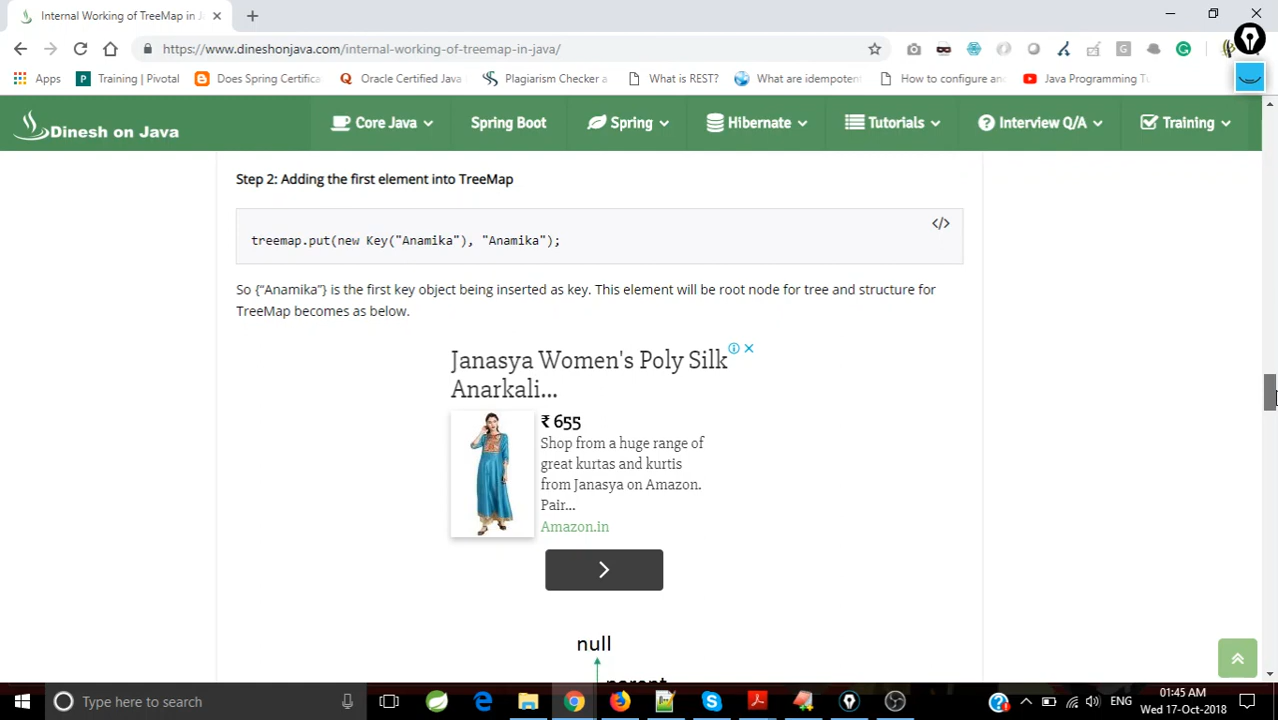 Internal Working of TreeMap in J
https://www.dineshonjava.com/internal-working-of-treemap-in-java/
Apps
Training | Pivotal
Does Spring Certifica
Oracle Certified Java
Plagiarism Checker a
What is REST?
What are idempotent
How to configure and
Java Programming Tu
Dinesh on Java
Core Java
Spring Boot
Spring
Hibernate
Tutorials
Interview Q/A
Training
Step 2: Adding the first element into TreeMap
</>
treemap.put(new Key("Anamika"), "Anamika");
So {“Anamika”} is the first key object being inserted as key. This element will be root node for tree and structure for
TreeMap becomes as below.
Janasya Women's Poly Silk
Anarkali...
₹ 655
Shop from a huge range of
great kurtas and kurtis
from Janasya on Amazon.
Pair...
Amazon.in
null
parent
Type here to search
ENG
01:45 AM
Wed 17-Oct-2018